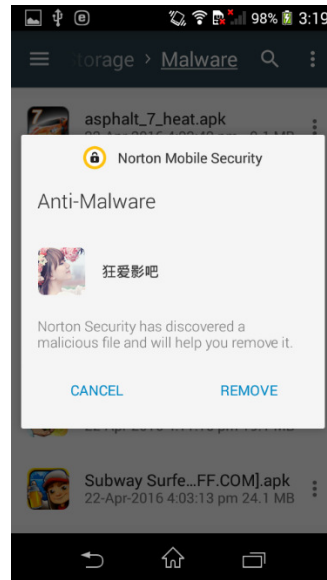 98% 3:19
torage > Malware
asphalt_7_heat.apk
Norton Mobile Security
Anti-Malware
狂爱影吧
Norton Security has discovered a
malicious file and will help you remove it.
CANCEL
REMOVE
Subway Surfe...FF.COM].apk
22-Apr-2016 4:03:13 pm 24.1 MB